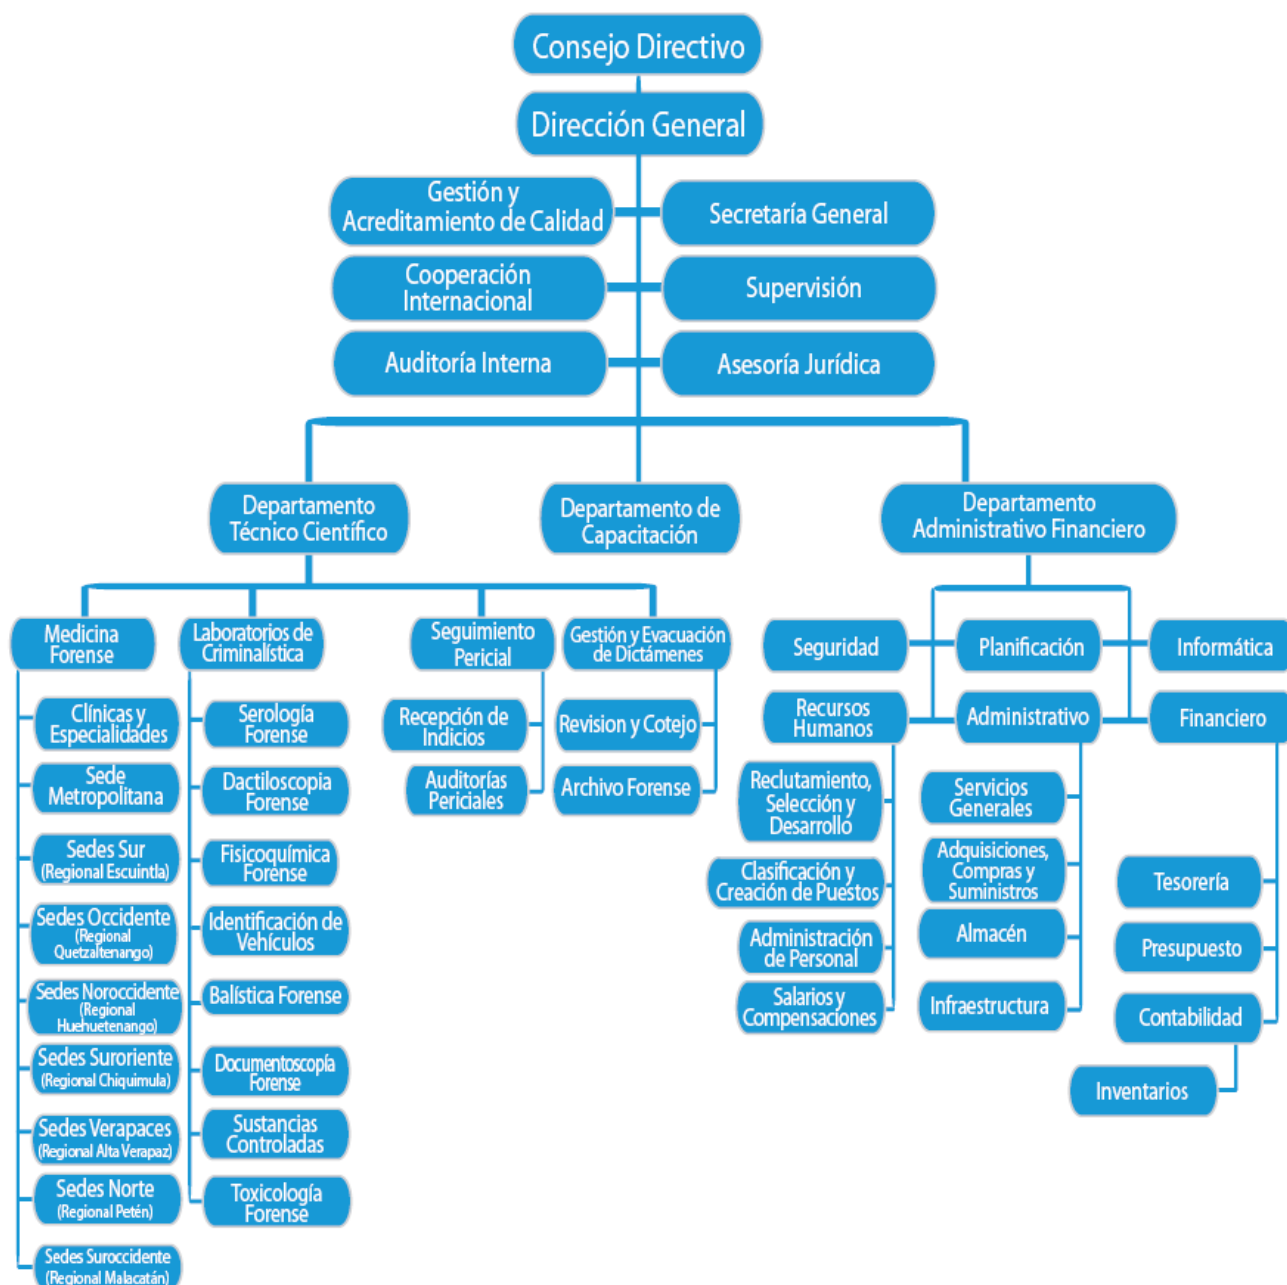 Consejo Directivo
Dirección General
Gestión y
Acreditamiento de Calidad
Secretaría General
Cooperación
Internacional
Supervisión
Auditoría Interna
Asesoría Jurídica
Departamento
Técnico Científico
Departamento de
Capacitación
Departamento
Administrativo Financiero
Medicina
Forense
Clínicas y
Especialidades
Sede
Metropolitana
Sedes Sur
(Regional Escuintla)
Sedes Occidente
(Regional
Quetzaltenango)
Sedes Noroccidente
(Regional
Huehuetenango)
Sedes Suroriente
(Regional Chiquimula)
Sedes Verapaces
(Regional Alta Verapaz)
Sedes Norte
(Regional Petén)
Sedes Suroccidente
(Regional Malacatán)
Laboratorios de
Criminalística
Serología
Forense
Dactiloscopia
Forense
Fisicoquímica
Forense
Identificación de
Vehículos
Balística Forense
Documentoscopía
Forense
Sustancias
Controladas
Toxicología
Forense
Seguimiento
Pericial
Recepción de
Indicios
Auditorías
Periciales
Gestión y Evacuación
de Dictámenes
Revision y Cotejo
Archivo Forense
Seguridad
Planificación
Informática
Recursos
Humanos
Administrativo
Financiero
Reclutamiento,
Selección y
Desarrollo
Clasificación y
Creación de Puestos
Administración
de Personal
Salarios y
Compensaciones
Servicios
Generales
Adquisiciones,
Compras y
Suministros
Almacén
Infraestructura
Tesorería
Presupuesto
Contabilidad
Inventarios